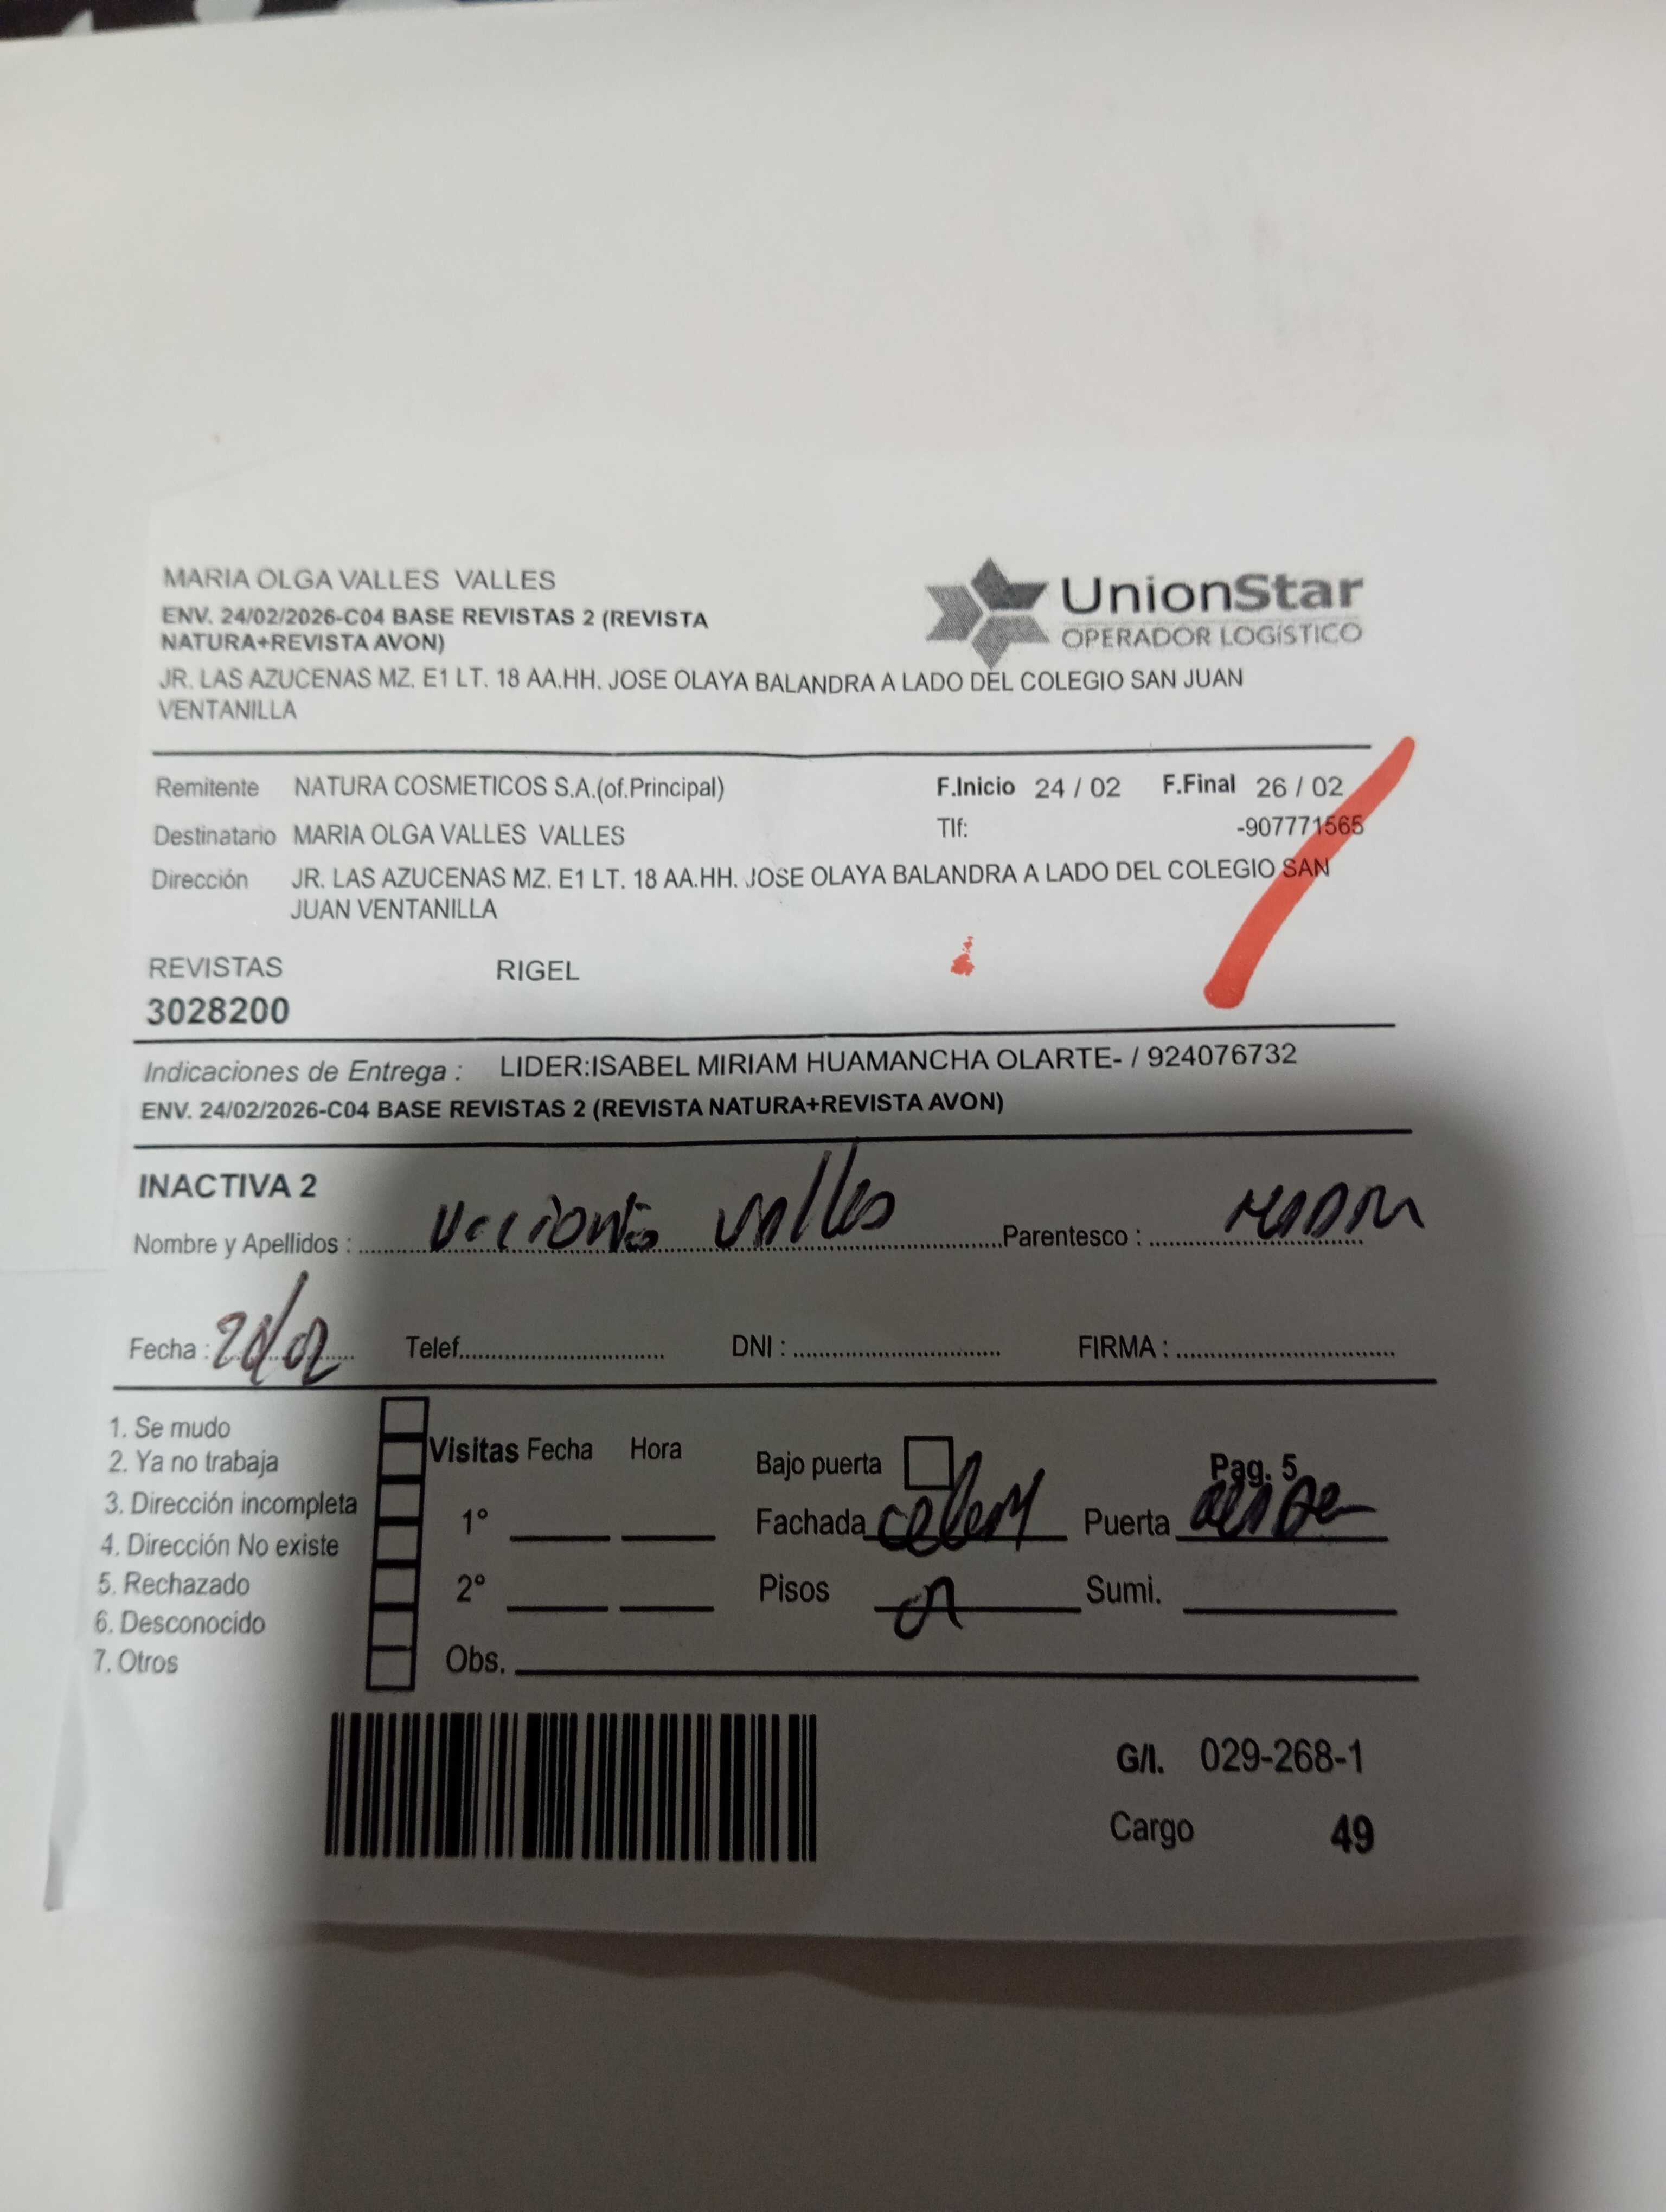 MARIA OLGA VALLES VALLES
ENV. 24/02/2026-C04 BASE REVISTAS 2 (REVISTA
NATURA+REVISTA AVON)
UnionStar
OPERADOR LOGÍSTICO
JR. LAS AZUCENAS MZ. E1 LT. 18 AA.HH. JOSE OLAYA BALANDRA A LADO DEL COLEGIO SAN JUAN
VENTANILLA
Remitente NATURA COSMETICOS S.A.(of.Principal) F.Inicio 24 / 02 F.Final 26 / 02
Destinatario MARIA OLGA VALLES VALLES Tlf: -907771565
Dirección JR. LAS AZUCENAS MZ. E1 LT. 18 AA.HH. JOSE OLAYA BALANDRA A LADO DEL COLEGIO SAN
JUAN VENTANILLA
REVISTAS RIGEL
3028200
Indicaciones de Entrega : LIDER:ISABEL MIRIAM HUAMANCHA OLARTE- / 924076732
ENV. 24/02/2026-C04 BASE REVISTAS 2 (REVISTA NATURA+REVISTA AVON)
INACTIVA 2
Nombre y Apellidos : valles Parentesco :
Fecha : Telef. DNI : FIRMA :
1. Se mudo
2. Ya no trabaja
3. Dirección incompleta
4. Dirección No existe
5. Rechazado
6. Desconocido
7. Otros
Visitas Fecha Hora
1°
2°
Obs.
Bajo puerta Pag. 5
Fachada Puerta
Pisos Sumi.
G/I. 029-268-1
Cargo 49